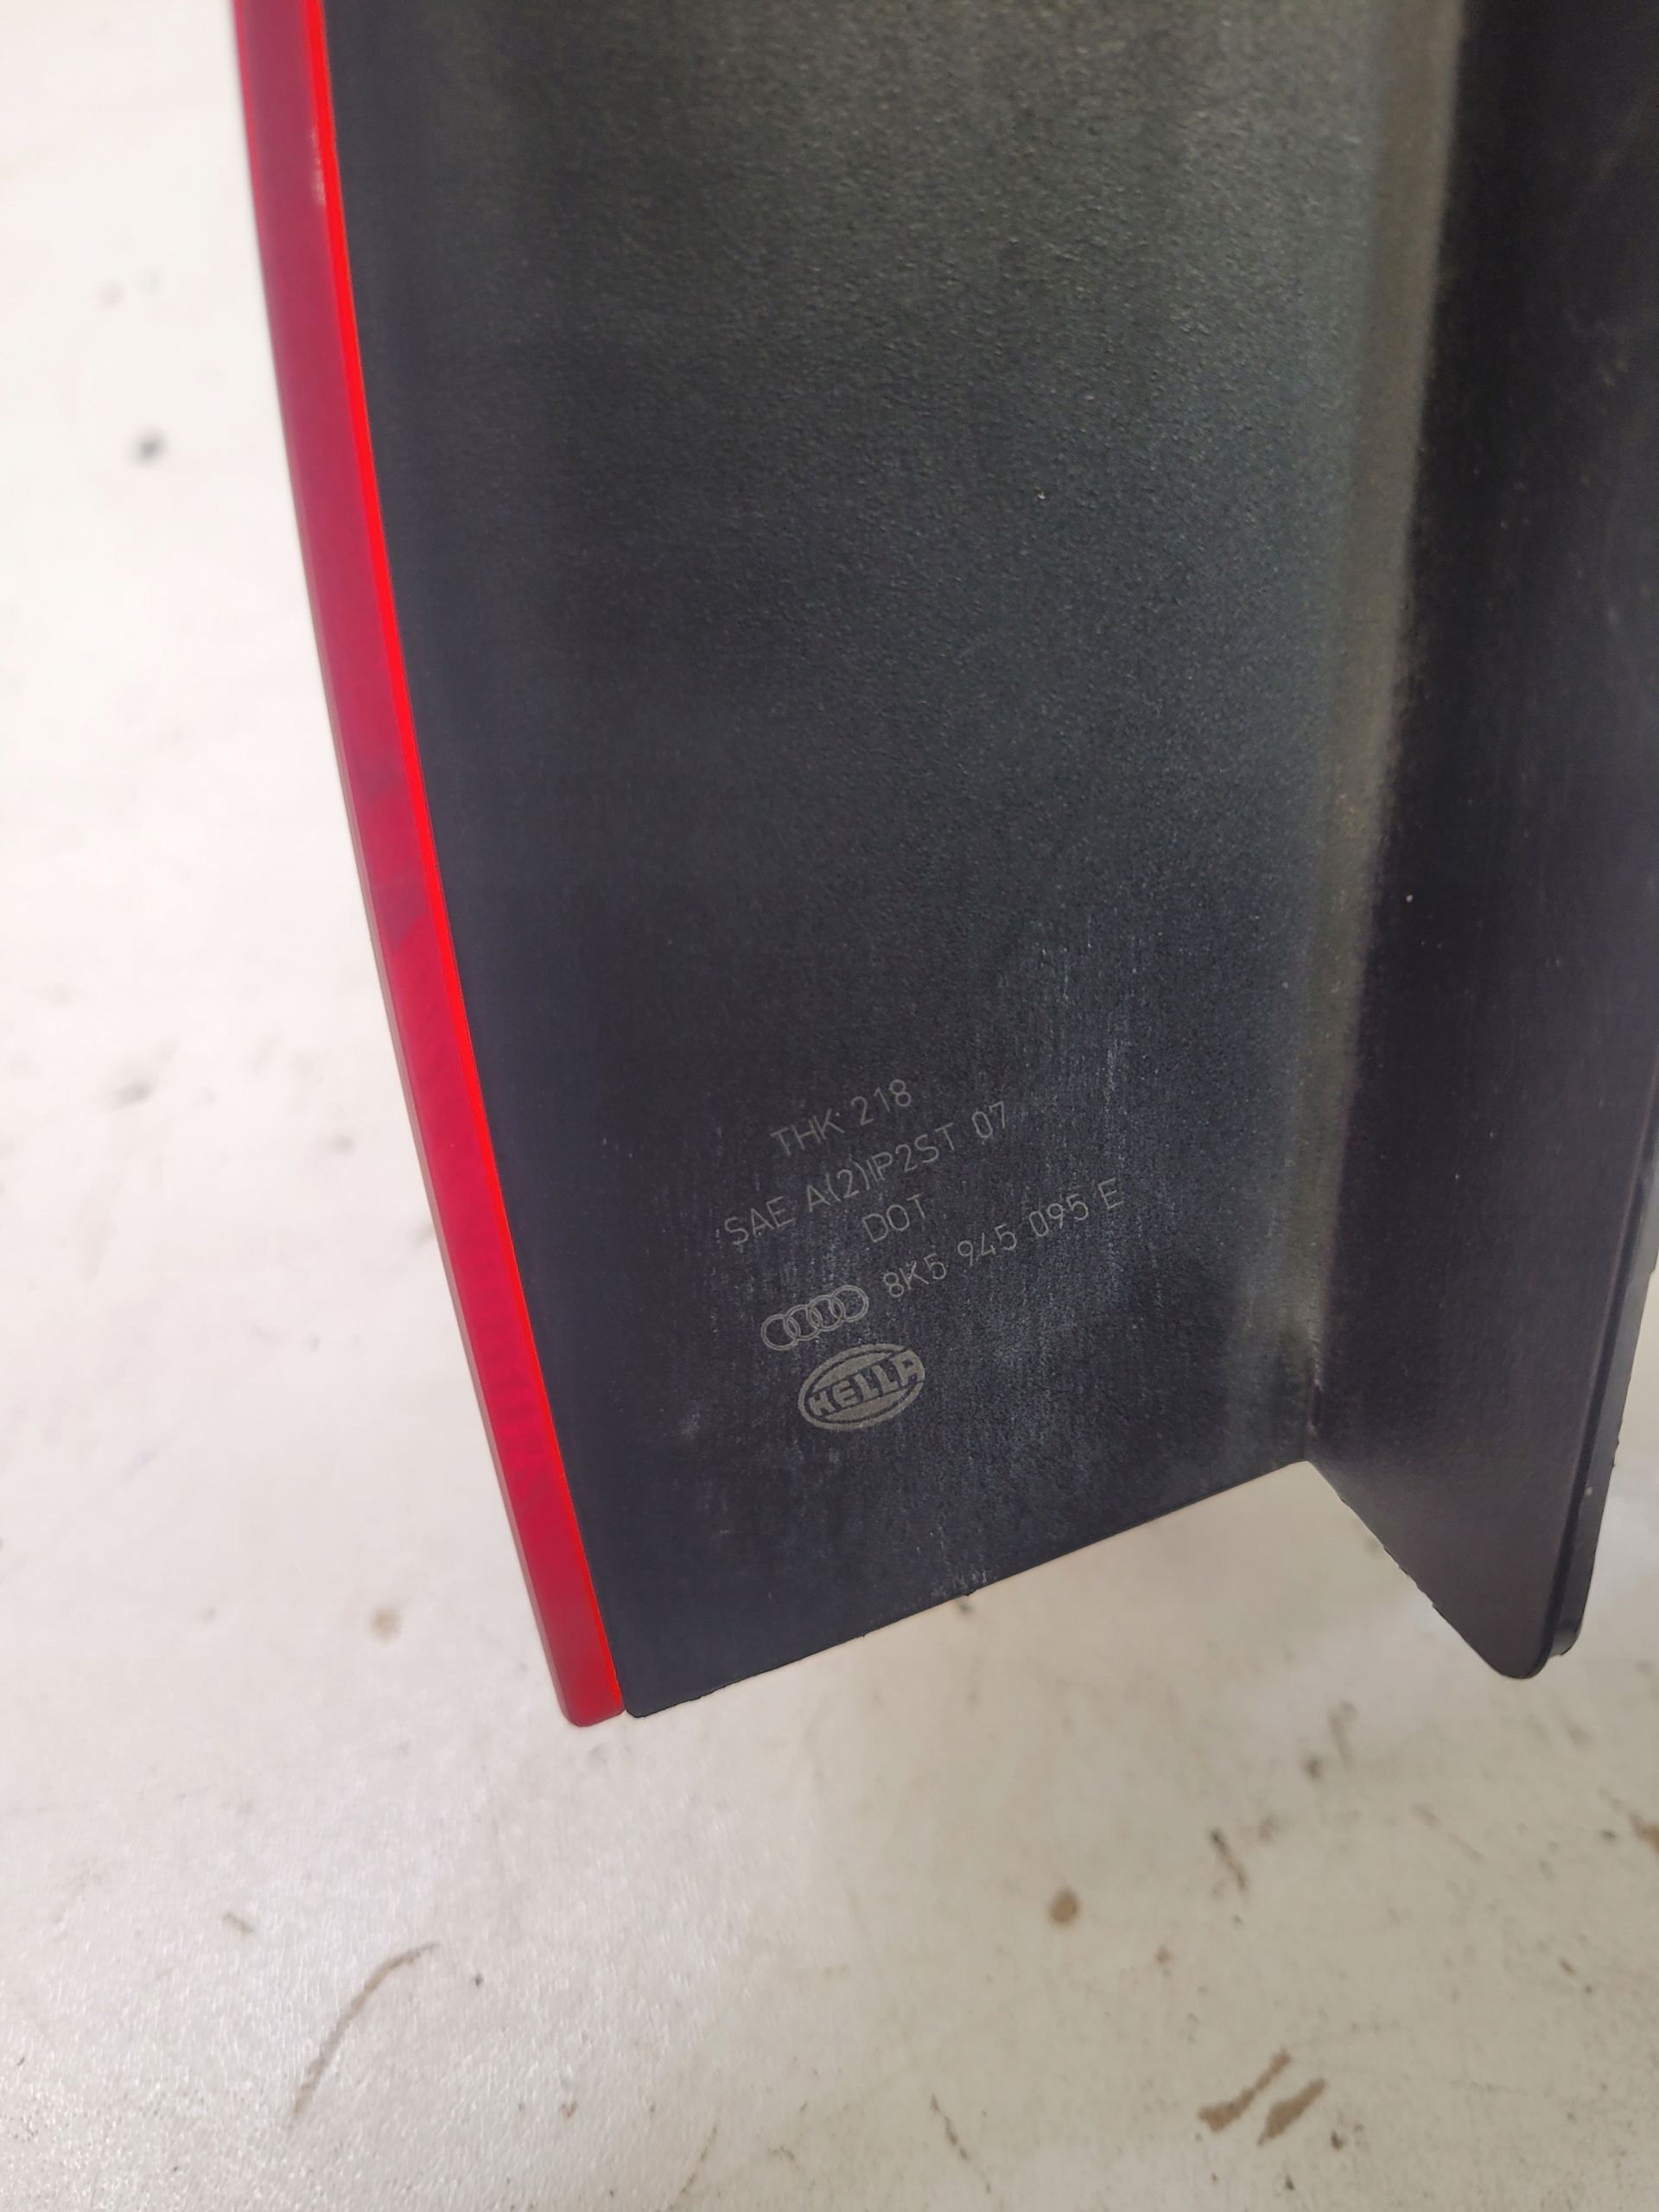 THK 218
SAE A(2)IP2ST 07
DOT
8K5 945 095 E
HELLA